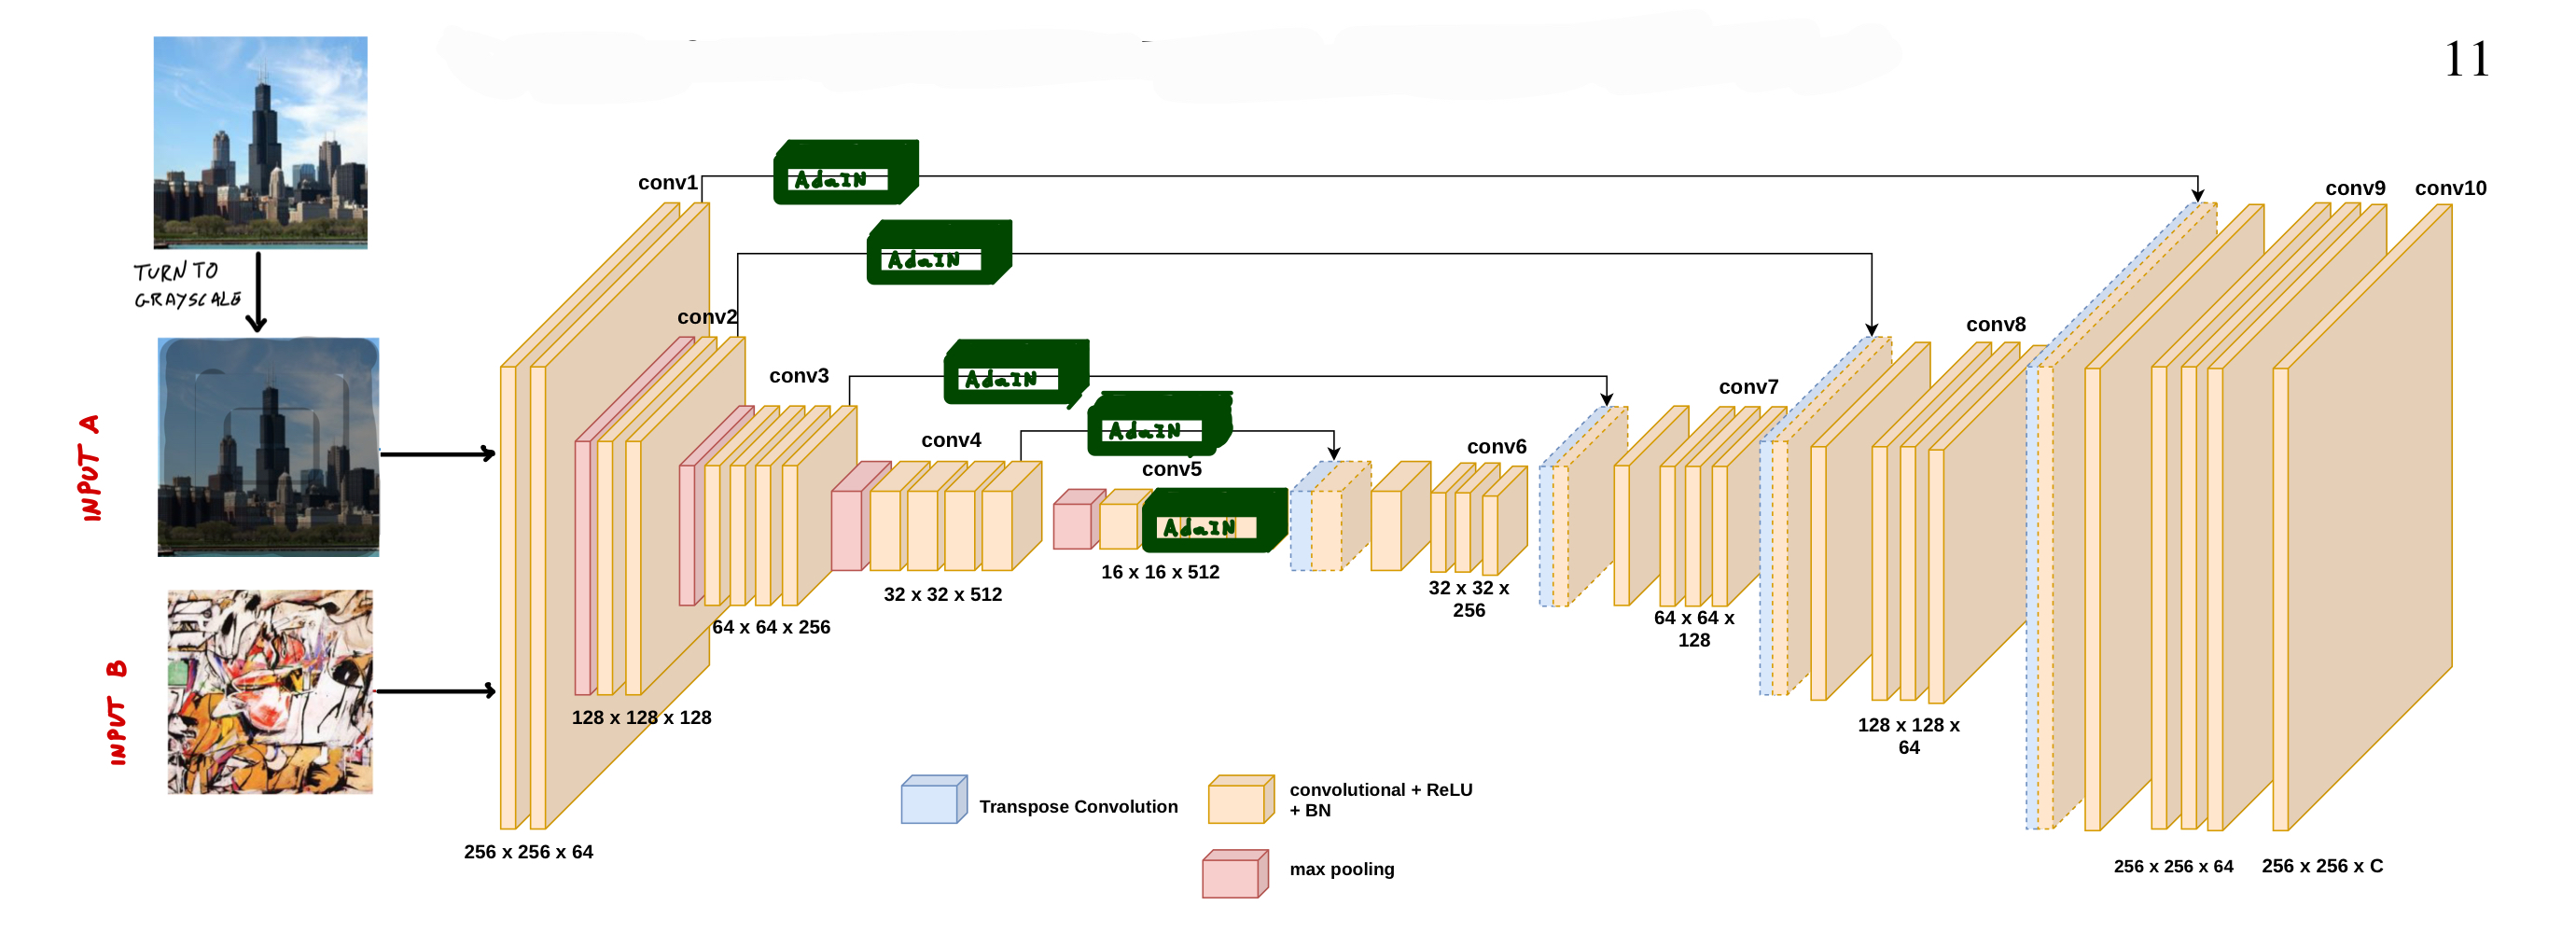 11
TURN TO
GRAYSCALE
INPUT A
INPUT B
conv1
AdaIN
AdaIN
conv2
conv3
AdaIN
conv4
AdaIN
conv5
AdaIN
conv6
conv7
conv8
conv9
conv10
256 x 256 x 64
128 x 128 x 128
64 x 64 x 256
32 x 32 x 512
16 x 16 x 512
32 x 32 x
256
64 x 64 x
128
128 x 128 x
64
256 x 256 x 64
256 x 256 x C
Transpose Convolution
convolutional + ReLU
+ BN
max pooling